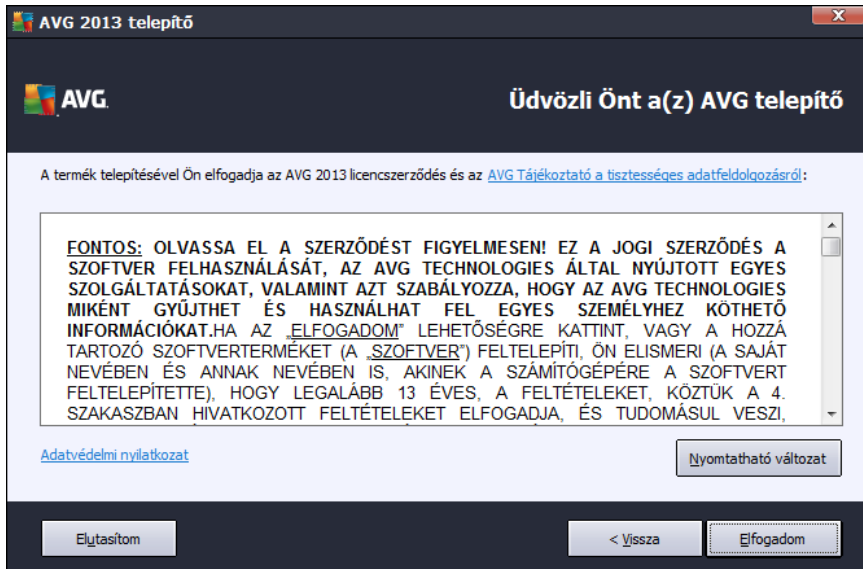 AVG 2013 telepítő
AVG.
Üdvözli Önt a(z) AVG telepítő
A termék telepítésével Ön elfogadja az AVG 2013 licencszerződés és az AVG Tájékoztató a tisztességes adatfeldolgozásról:
FONTOS: OLVASSA EL A SZERZŐDÉST FIGYELMESEN! EZ A JOGI SZERZŐDÉS A
SZOFTVER FELHASZNÁLÁSÁT, AZ AVG TECHNOLOGIES ÁLTAL NYÚJTOTT EGYES
SZOLGÁLTATÁSOKAT, VALAMINT AZT SZABÁLYOZZA, HOGY AZ AVG TECHNOLOGIES
MIKÉNT GYŰJTHET ÉS HASZNÁLHAT FEL EGYES SZEMÉLYHEZ KÖTHETŐ
INFORMÁCIÓKAT.HA AZ „ELFOGADOM” LEHETŐSÉGRE KATTINT, VAGY A HOZZÁ
TARTOZÓ SZOFTVERTERMÉKET (A „SZOFTVER”) FELTELEPÍTI, ÖN ELISMERI (A SAJÁT
NEVÉBEN ÉS ANNAK NEVÉBEN IS, AKINEK A SZÁMÍTÓGÉPÉRE A SZOFTVERT
FELTELEPÍTETTE), HOGY LEGALÁBB 13 ÉVES, A FELTÉTELEKET, KÖZTÜK A 4.
SZAKASZBAN HIVATKOZOTT FELTÉTELEKET ELFOGADJA, ÉS TUDOMÁSUL VESZI,
Adatvédelmi nyilatkozat
Nyomtatható változat
Elutasítom
< Vissza
Elfogadom